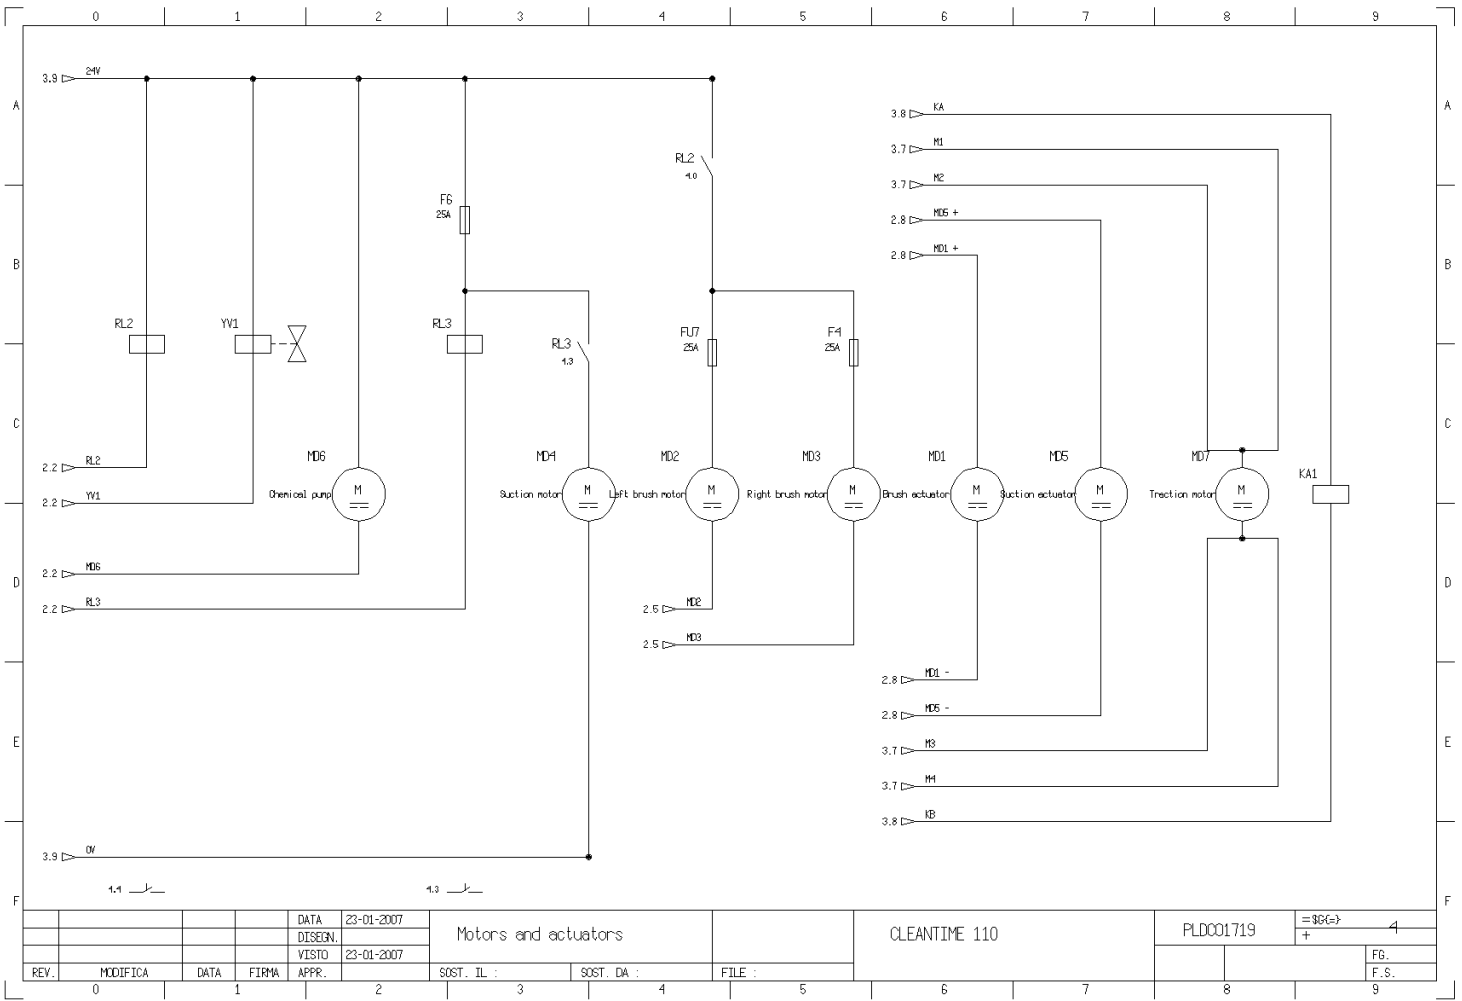 0 1 2 3 4 5 6 7 8 9
3.9 24V
A A
3.8 KA
3.7 M1
RL2
4.0
3.7 M2
F6
25A
2.8 MD5 +
2.8 MD1 +
B B
RL2 YV1 RL3
FU7 F4
RL3
25A 25A
4.3
C C
MD6 MD4 MD2 MD3 MD1 MD5 MD7
2.2 RL2
KA1
Chemical pump M Suction motor M Left brush motor M Right brush motor M Brush actuator M Suction actuator M Traction motor M
2.2 YV1
2.2 MD6
D D
2.2 RL3
2.5 MD2
2.5 MD3
2.8 MD1 -
2.8 MD5 -
E E
3.7 M3
3.7 M4
3.8 KB
3.9 0V
4.4 4.3
F F
DATA 23-01-2007
DISEGN.
VISTO 23-01-2007
REV. MODIFICA DATA FIRMA APPR.
Motors and actuators
SOST. IL : SOST. DA : FILE :
CLEANTIME 110
PLDC01719
=$G{=} 4
+
FG.
F.S.
0 1 2 3 4 5 6 7 8 9